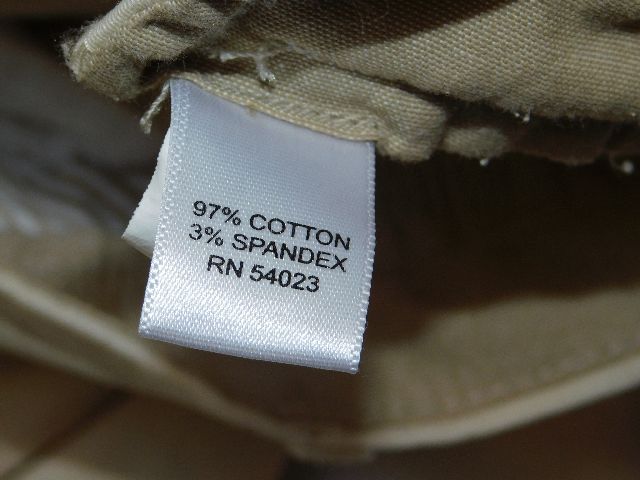 97% COTTON
3% SPANDEX
RN 54023